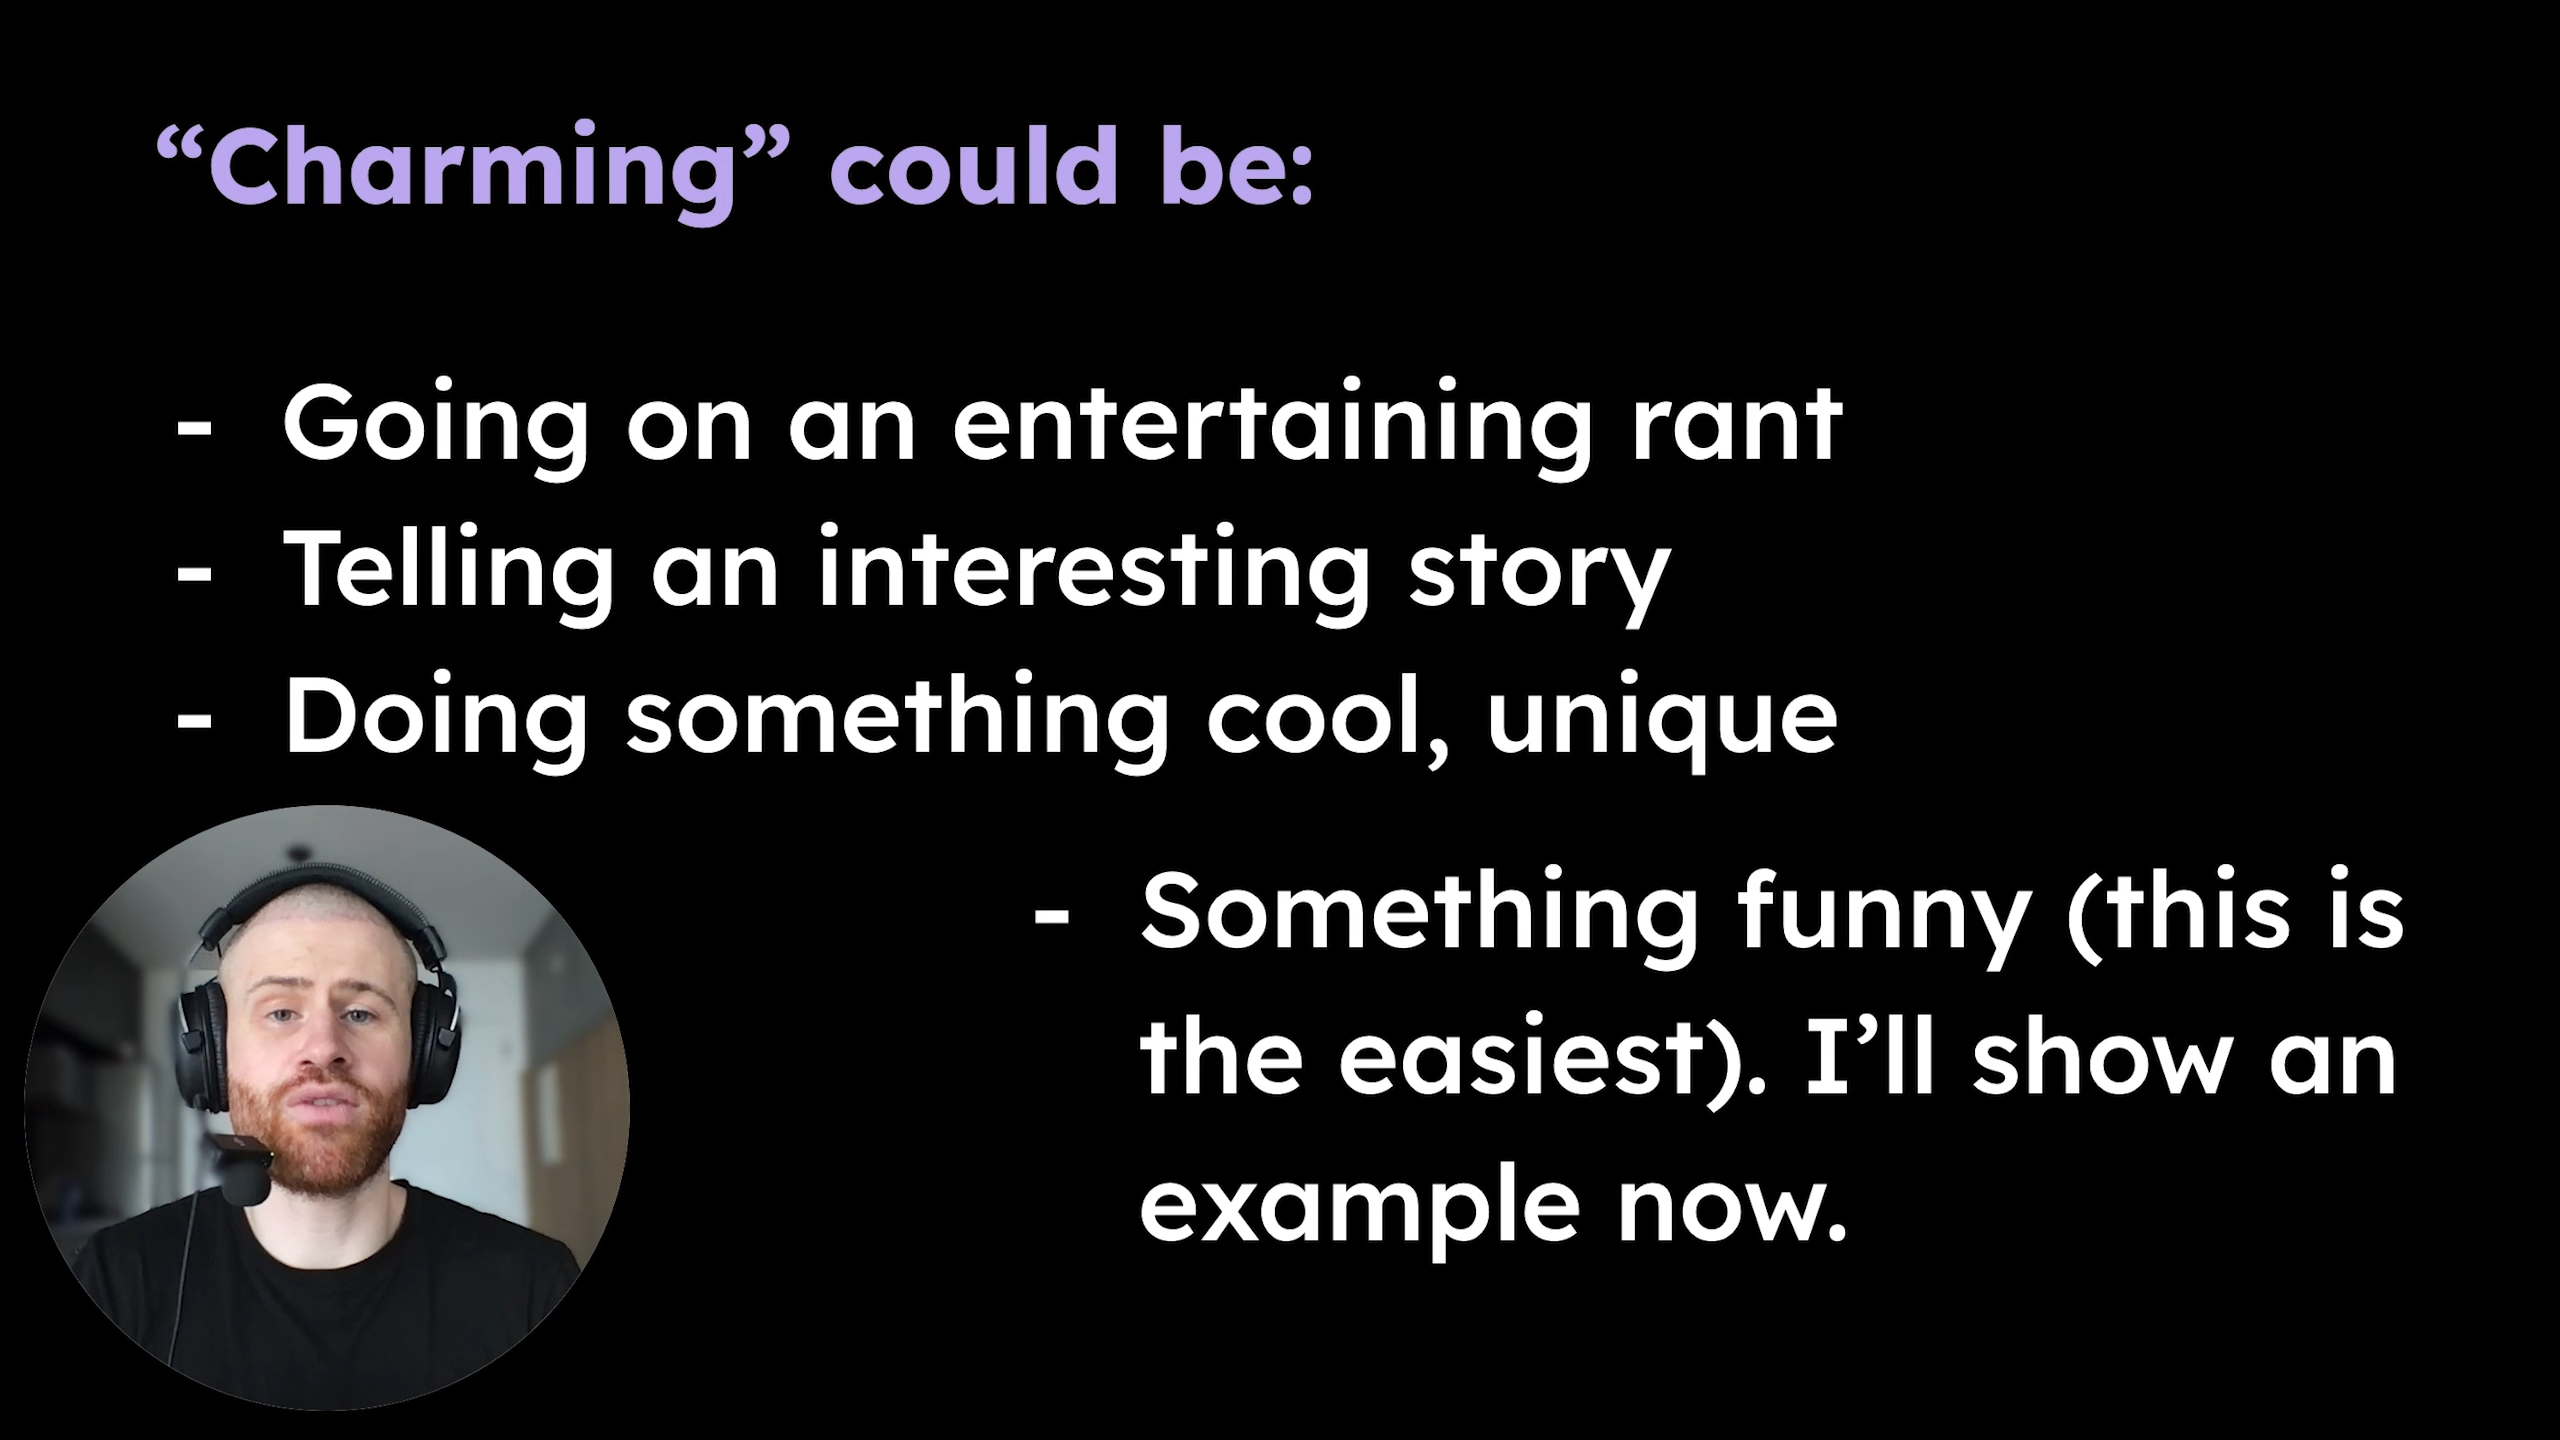 “Charming” could be:
- Going on an entertaining rant
- Telling an interesting story
- Doing something cool, unique
- Something funny (this is
the easiest). I’ll show an
example now.